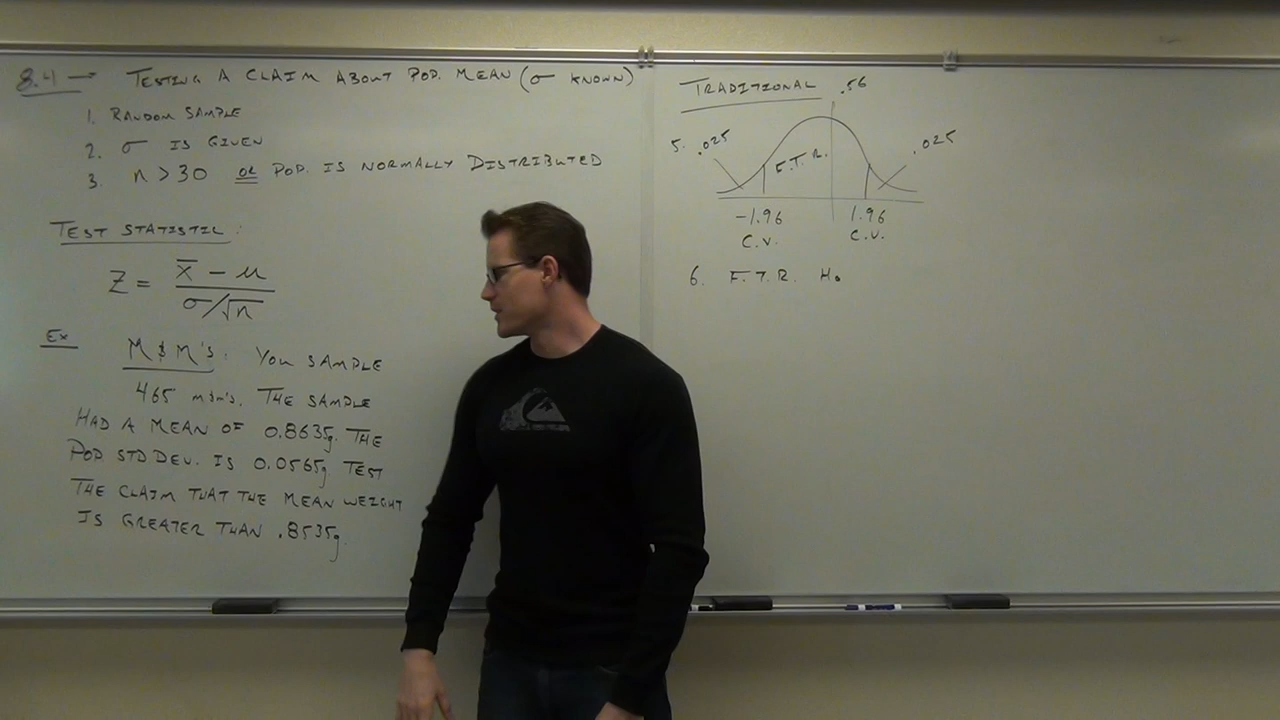 8.4 → TESTING A CLAIM ABOUT POP. MEAN (σ KNOWN)
1. RANDOM SAMPLE
2. σ IS GIVEN
3. n > 30 OR POP. IS NORMALLY DISTRIBUTED
TEST STATISTIC:
Z = (x̄ - μ) / (σ/√n)
Ex M & M'S: YOU SAMPLE
465 m&m's. THE SAMPLE
HAD A MEAN OF 0.8635g. THE
POP STD DEV. IS 0.0565g TEST
THE CLAIM THAT THE MEAN WEIGHT
IS GREATER THAN .8535g.
TRADITIONAL .56
5. .025 F.T.R. .025
-1.96 1.96
C.V. C.V.
6. F.T.R. H₀